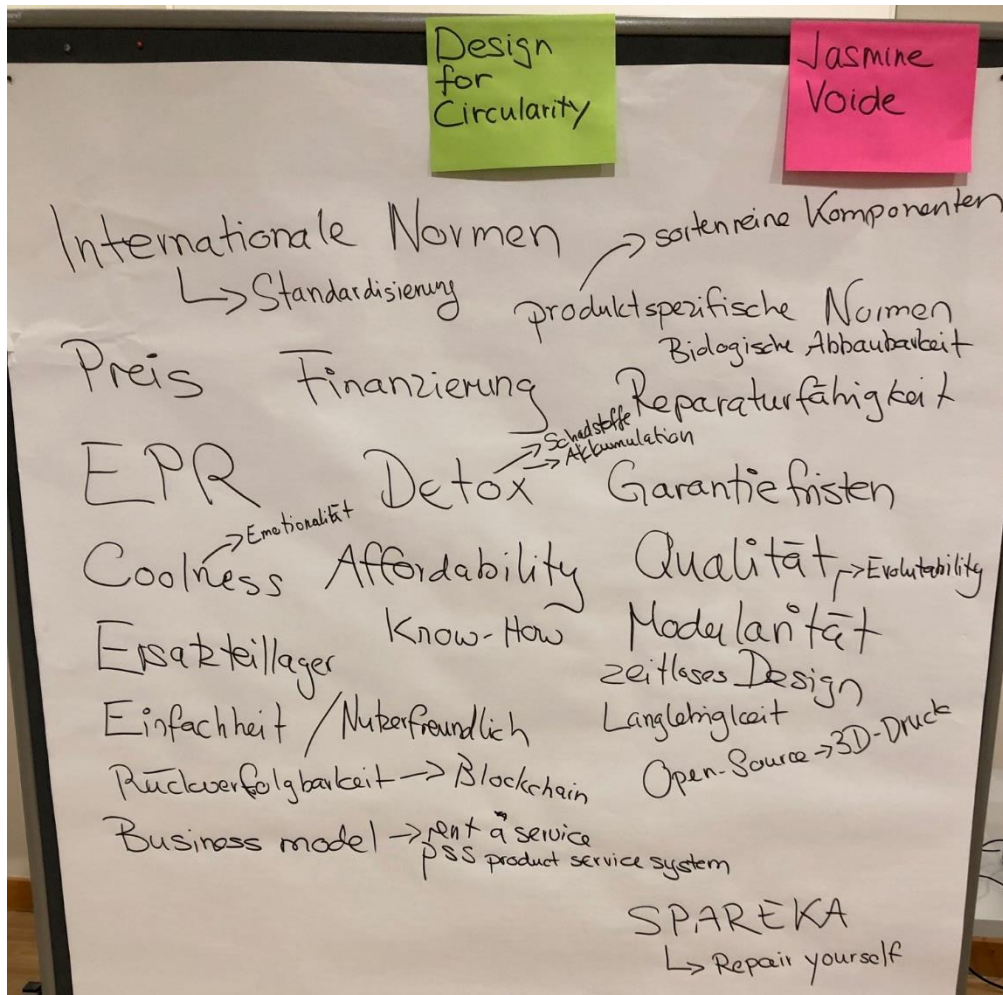 Design
for
Circularity
Jasmine
Voide
Internationale Normen
↳ Standardisierung
→ sortenreine Komponenten
produktspezifische Normen
Biologische Abbaubarkeit
Preis Finanzierung Reparaturfähigkeit
EPR Detox → Schadstoffe
→ Akkumulation
Garantiefristen
Coolness → Emotionalität
Affordability Qualität
Know-How Modularität → Evolutability
Ersatzteillager
zeitloses Design
Einfachheit / Nutzerfreundlich
Langlebigkeit
Rückverfolgbarkeit → Blockchain
Open-Source → 3D-Druck
Business model → rent a service
PSS product service system
SPAREKA
↳ Repair yourself